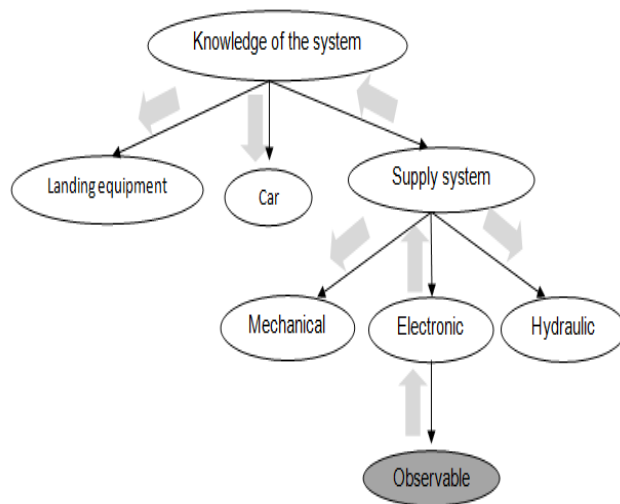 Knowledge of the system
Landing equipment
Car
Supply system
Mechanical
Electronic
Hydraulic
Observable